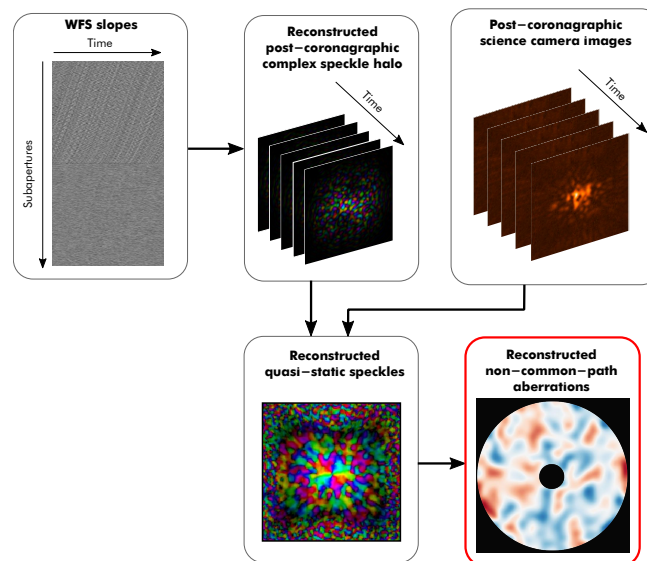 WFS slopes
Time
Subapertures
Reconstructed
post−coronagraphic
complex speckle halo
Time
Post−coronagraphic
science camera images
Time
Reconstructed
quasi−static speckles
Reconstructed
non−common−path
aberrations